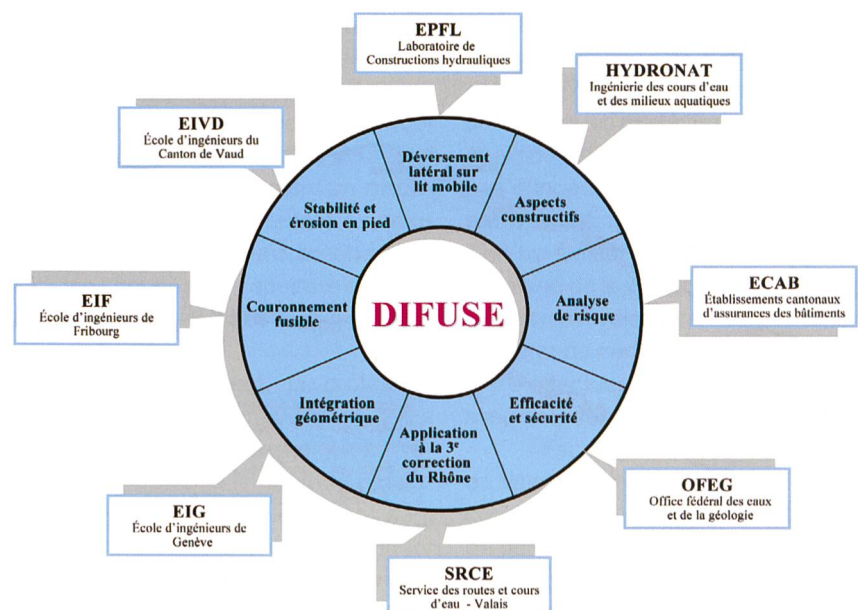 EPFL
Laboratoire de
Constructions hydrauliques
HYDRONAT
Ingénierie des cours d'eau
et des milieux aquatiques
EIVD
École d'ingénieurs du
Canton de Vaud
Déversement
latéral sur
lit mobile
Aspects
constructifs
Stabilité et
érosion en pied
EIF
École d'ingénieurs de
Fribourg
Couronnement
fusible
DIFUSE
Analyse
de risque
ECAB
Établissements cantonaux
d'assurances des bâtiments
Intégration
géométrique
Application
à la 3e
correction
du Rhône
Efficacité
et sécurité
EIG
École d'ingénieurs de
Genève
OFEG
Office fédéral des eaux
et de la géologie
SRCE
Service des routes et cours
d'eau - Valais